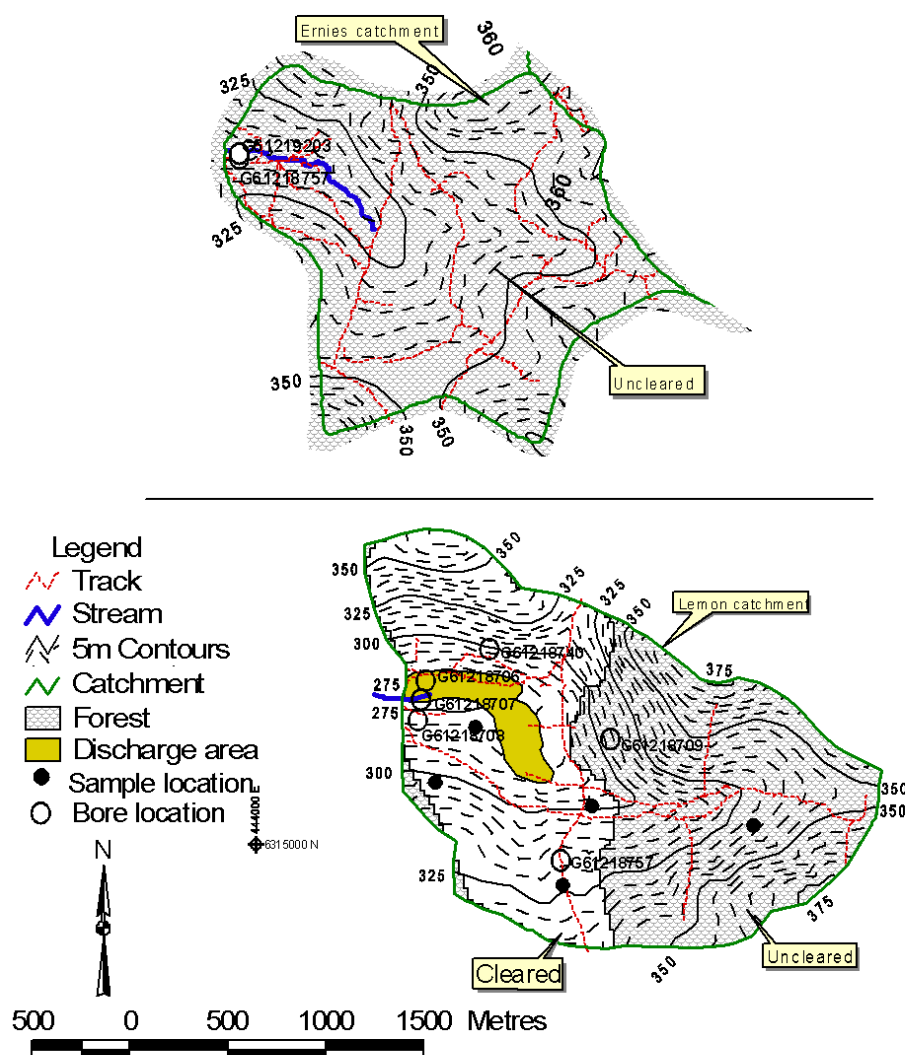 Ernies catchment
360
350
325
G61219203
G61218757
360
325
Uncleared
350
350
350
Legend
Track
Stream
5m Contours
Catchment
Forest
Discharge area
Sample location
Bore location
444000 E
6315000 N
N
350
350
325
325
325
350
Lemon catchment
300
G61218740
375
275
G61218706
G61218707
275
G61218703
G61218709
300
350
350
G61218757
325
375
Uncleared
Cleared
350
500 0 500 1000 1500 Metres